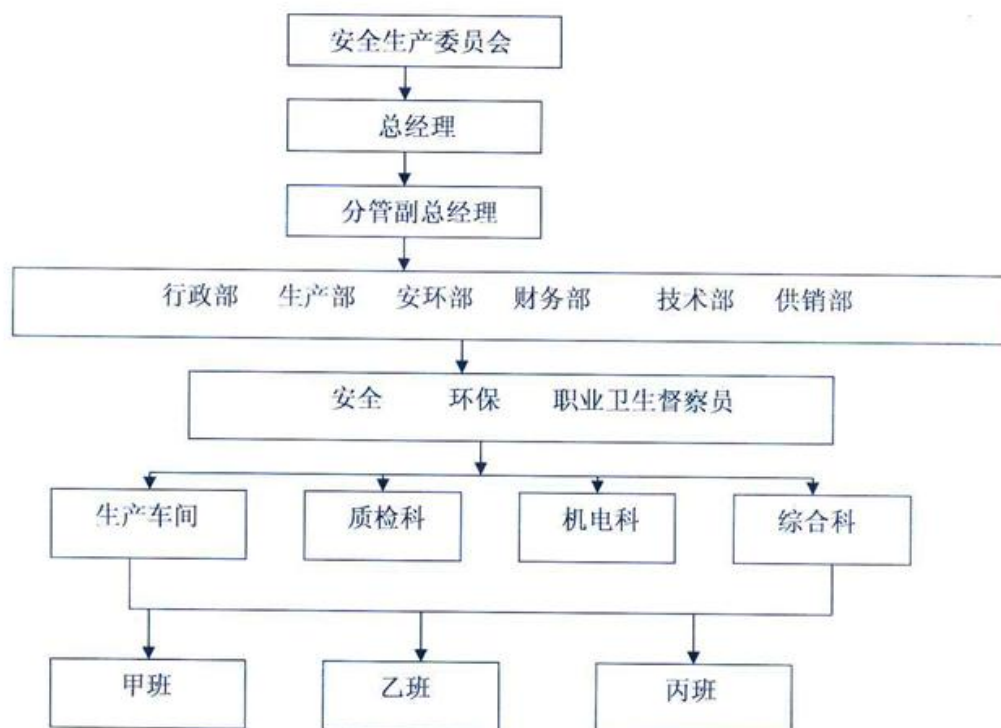 安全生产委员会
总经理
分管副总经理
行政部 生产部 安环部 财务部 技术部 供销部
安全 环保 职业卫生督察员
生产车间 质检科 机电科 综合科
甲班 乙班 丙班